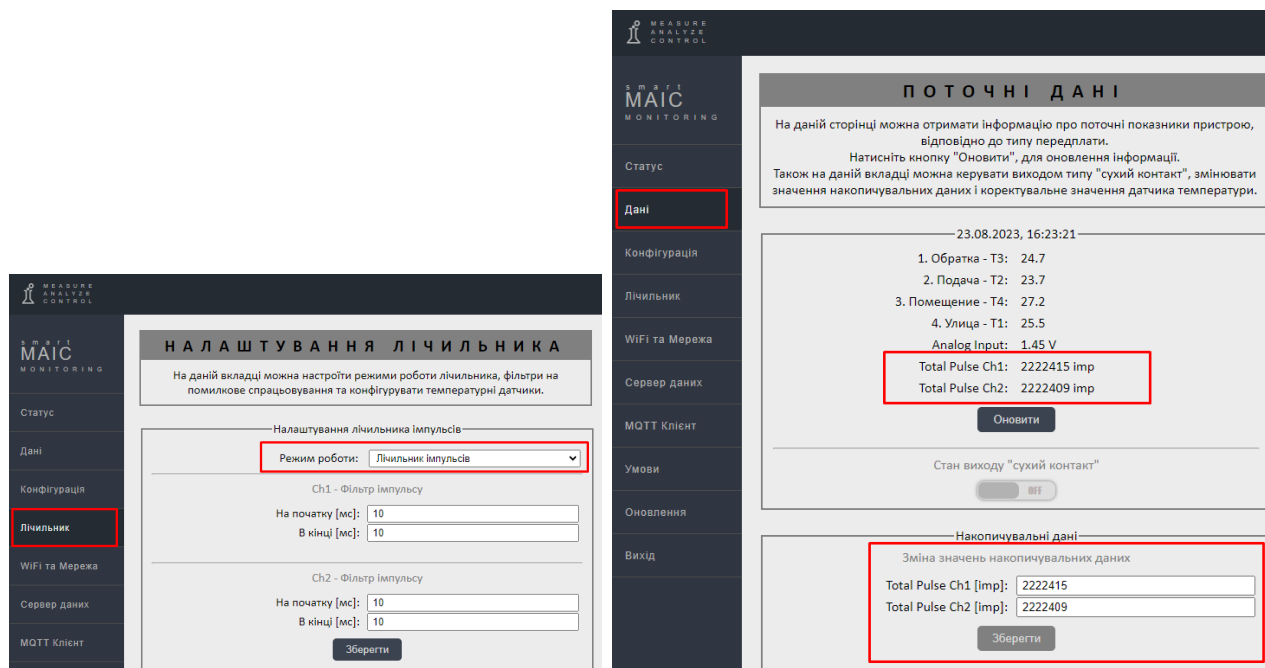 MEASURE
ANALYZE
CONTROL
smart
MAIC
MONITORING
Статус
Дані
Конфігурація
Лічильник
WiFi та Мережа
Сервер даних
MQTT Клієнт
НАЛАШТУВАННЯ ЛІЧИЛЬНИКА
На даній вкладці можна настроїти режими роботи лічильника, фільтри на
помилкове спрацьовування та конфігурувати температурні датчики.
Налаштування лічильника імпульсів
Режим роботи: Лічильник імпульсів
Ch1 - Фільтр імпульсу
На початку [мс]: 10
В кінці [мс]: 10
Ch2 - Фільтр імпульсу
На початку [мс]: 10
В кінці [мс]: 10
Зберегти
MEASURE
ANALYZE
CONTROL
smart
MAIC
MONITORING
Статус
Дані
Конфігурація
Лічильник
WiFi та Мережа
Сервер даних
MQTT Клієнт
Умови
Оновлення
Вихід
ПОТОЧНІ ДАНІ
На даній сторінці можна отримати інформацію про поточні показники пристрою,
відповідно до типу передплати.
Натисніть кнопку "Оновити", для оновлення інформації.
Також на даній вкладці можна керувати виходом типу "сухий контакт", змінювати
значення накопичувальних даних і коректувальне значення датчика температури.
23.08.2023, 16:23:21
1. Обратка - T3: 24.7
2. Подача - T2: 23.7
3. Помещение - T4: 27.2
4. Улица - T1: 25.5
Analog Input: 1.45 V
Total Pulse Ch1: 2222415 imp
Total Pulse Ch2: 2222409 imp
Оновити
Стан виходу "сухий контакт"
OFF
Накопичувальні дані
Зміна значень накопичувальних даних
Total Pulse Ch1 [imp]: 2222415
Total Pulse Ch2 [imp]: 2222409
Зберегти